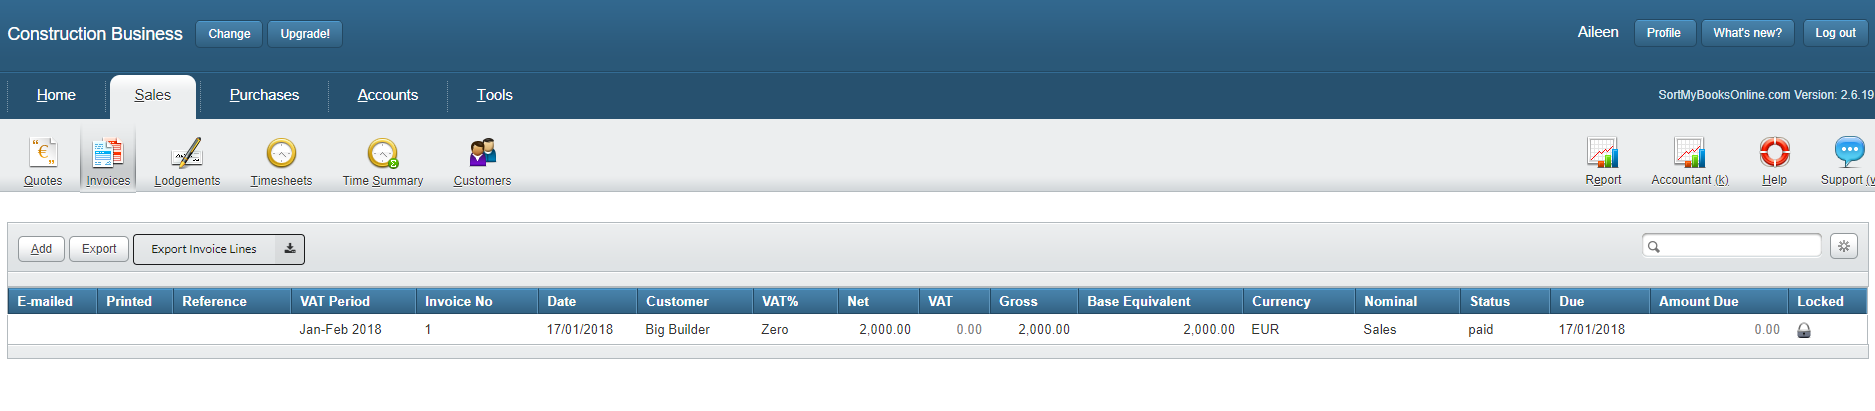 Construction Business Change Upgrade! Aileen Profile What's new? Log out
Home Sales Purchases Accounts Tools SortMyBooksOnline.com Version: 2.6.19
Quotes Invoices Lodgements Timesheets Time Summary Customers Report Accountant (k) Help Support (v
Add Export Export Invoice Lines
E-mailed Printed Reference VAT Period Invoice No Date Customer VAT% Net VAT Gross Base Equivalent Currency Nominal Status Due Amount Due Locked
Jan-Feb 2018 1 17/01/2018 Big Builder Zero 2,000.00 0.00 2,000.00 2,000.00 EUR Sales paid 17/01/2018 0.00